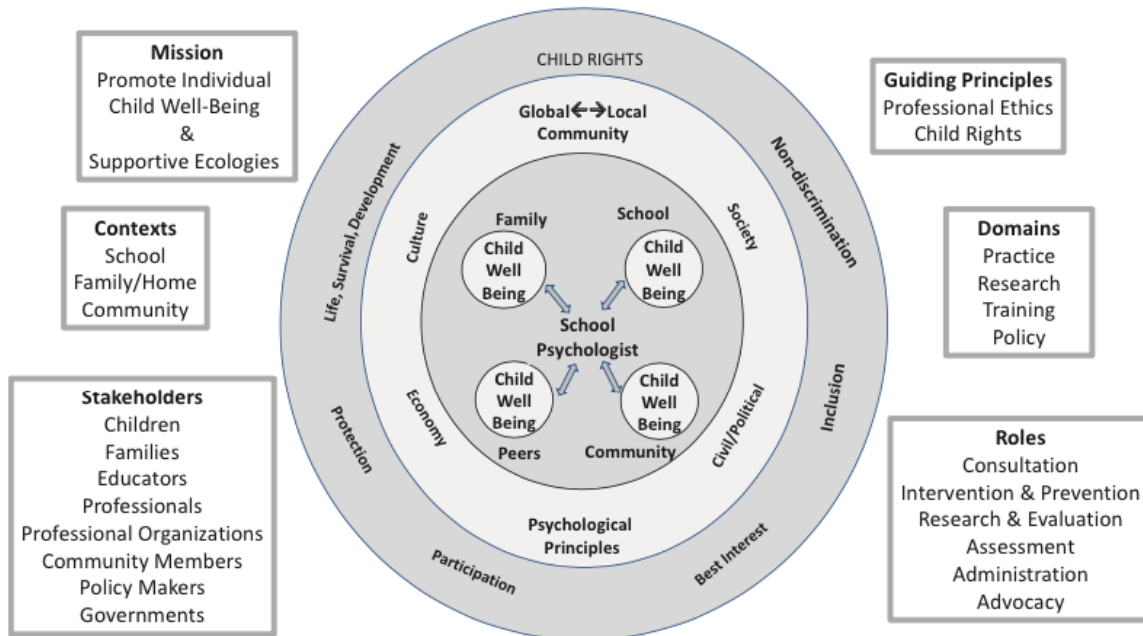 Mission
Promote Individual
Child Well-Being
&
Supportive Ecologies
Contexts
School
Family/Home
Community
Stakeholders
Children
Families
Educators
Professionals
Professional Organizations
Community Members
Policy Makers
Governments
CHILD RIGHTS
Life, Survival, Development
Protection
Participation
Best Interest
Inclusion
Non-discrimination
Global ←→ Local
Community
Culture
Society
Economy
Civil/Political
Psychological
Principles
Family
Child
Well
Being
School
Child
Well
Being
School
Psychologist
Child
Well
Being
Peers
Child
Well
Being
Community
Guiding Principles
Professional Ethics
Child Rights
Domains
Practice
Research
Training
Policy
Roles
Consultation
Intervention & Prevention
Research & Evaluation
Assessment
Administration
Advocacy